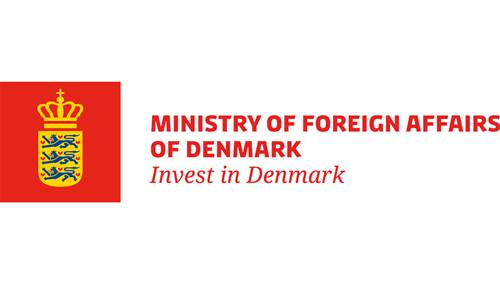 MINISTRY OF FOREIGN AFFAIRS
OF DENMARK
Invest in Denmark